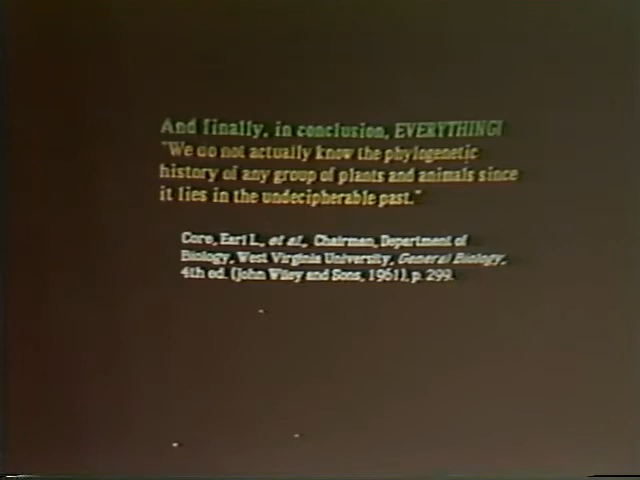 And finally, in conclusion, EVERYTHING!
"We do not actually know the phylogenetic
history of any group of plants and animals since
it lies in the undecipherable past."
Core, Earl L., et al., Chairman, Department of
Biology, West Virginia University, General Biology,
4th ed. (John Wiley and Sons, 1961), p. 299.